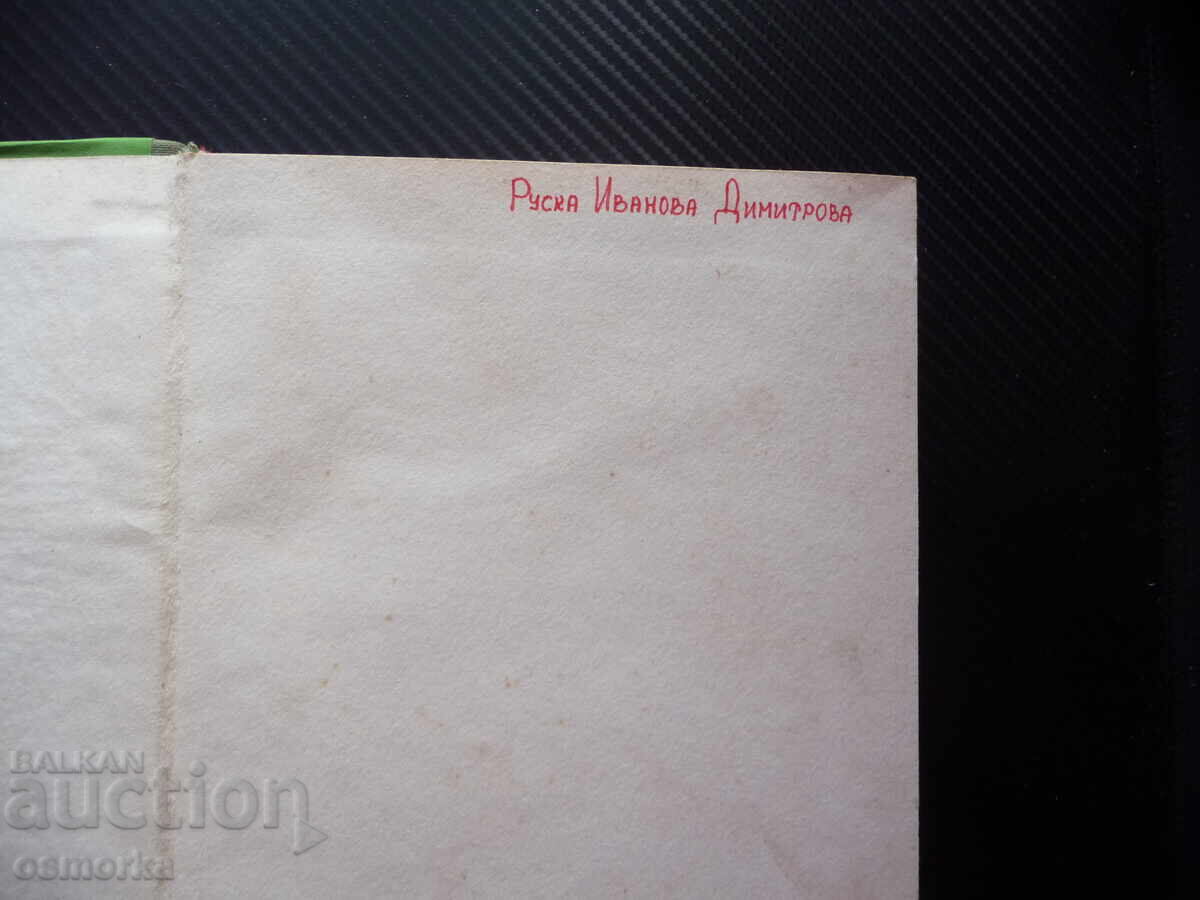 Руска Иванова Димитрова
BALKAN
auction
osmorka